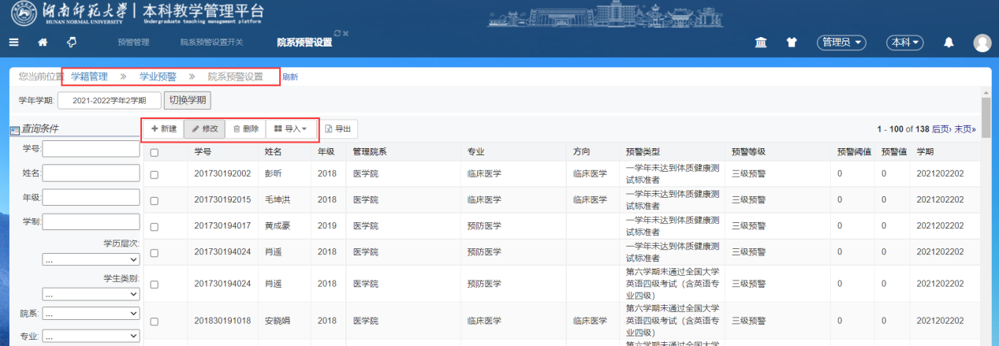 湖南师范大学 本科教学管理平台
HUNAN NORMAL UNIVERSITY Undergraduate teaching management platform
预警管理 院系预警设置开关 院系预警设置 管理员 本科
您当前位置 学籍管理 » 学业预警 » 院系预警设置 刷新
学年学期: 2021-2022学年2学期 切换学期
查询条件 新建 修改 删除 导入 导出 1 - 100 of 138 后页› 末页»
学号:
姓名:
年级:
学制:
学历层次:
...
学生类别:
...
院系: ...
专业: ...
学号 姓名 年级 管理院系 专业 方向 预警类型 预警等级 预警阈值 预警值 学期
201730192002 彭昕 2018 医学院 临床医学 临床医学 一学年未达到体质健康测 三级预警 0 0 2021202202
试标准者
201730192015 毛坤洪 2018 医学院 临床医学 临床医学 一学年未达到体质健康测 三级预警 0 0 2021202202
试标准者
201730194017 黄成豪 2019 医学院 预防医学 一学年未达到体质健康测 三级预警 0 0 2021202202
试标准者
201730194024 肖遥 2018 医学院 预防医学 一学年未达到体质健康测 三级预警 0 0 2021202202
试标准者
201730194024 肖遥 2018 医学院 预防医学 第六学期未通过全国大学 三级预警 0 0 2021202202
英语四级考试（含英语专
业四级）
201830191018 安晓娟 2018 医学院 临床医学 临床医学 第六学期未通过全国大学 三级预警 0 0 2021202202
英语四级考试（含英语专
业四级）
第六学期未通过全国大学